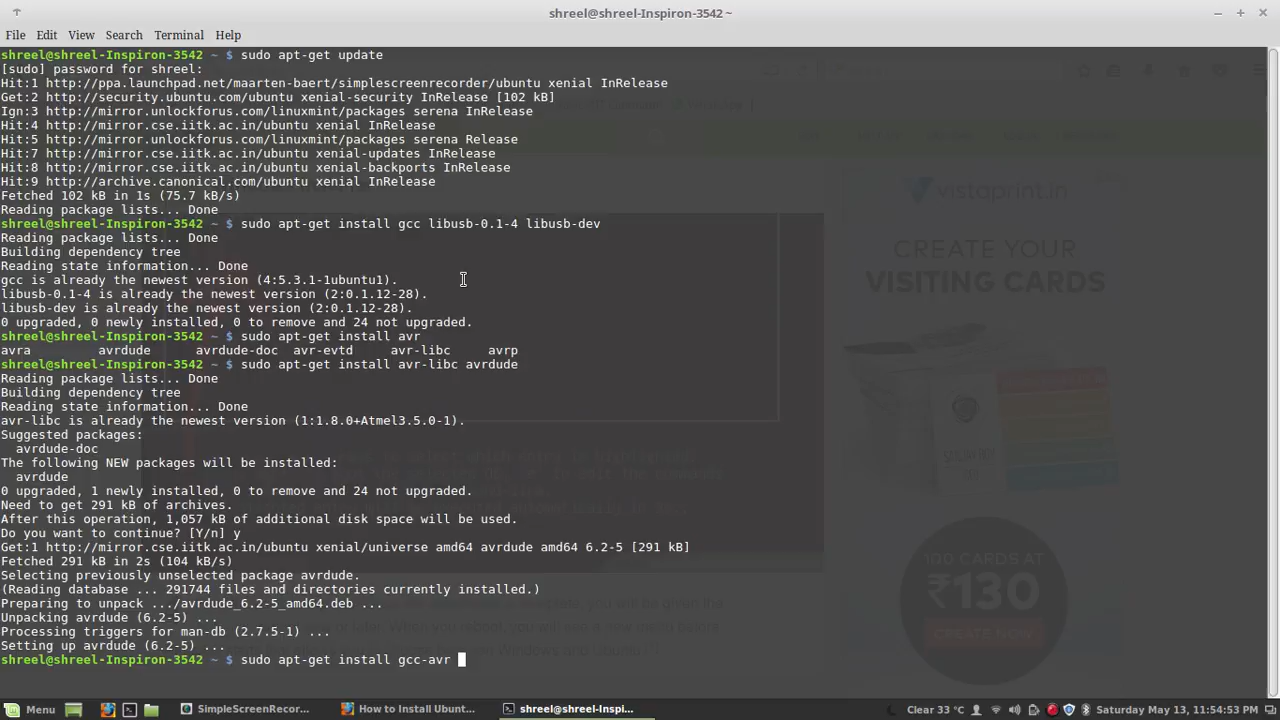 shreel@shreel-Inspiron-3542 ~
File Edit View Search Terminal Help
shreel@shreel-Inspiron-3542 ~ $ sudo apt-get update
[sudo] password for shreel:
Hit:1 http://ppa.launchpad.net/maarten-baert/simplescreenrecorder/ubuntu xenial InRelease
Get:2 http://security.ubuntu.com/ubuntu xenial-security InRelease [102 kB]
Ign:3 http://mirror.unlockforus.com/linuxmint/packages serena InRelease
Hit:4 http://mirror.cse.iitk.ac.in/ubuntu xenial InRelease
Hit:5 http://mirror.unlockforus.com/linuxmint/packages serena Release
Hit:7 http://mirror.cse.iitk.ac.in/ubuntu xenial-updates InRelease
Hit:8 http://mirror.cse.iitk.ac.in/ubuntu xenial-backports InRelease
Hit:9 http://archive.canonical.com/ubuntu xenial InRelease
Fetched 102 kB in 1s (75.7 kB/s)
Reading package lists... Done
shreel@shreel-Inspiron-3542 ~ $ sudo apt-get install gcc libusb-0.1-4 libusb-dev
Reading package lists... Done
Building dependency tree
Reading state information... Done
gcc is already the newest version (4:5.3.1-1ubuntu1).
libusb-0.1-4 is already the newest version (2:0.1.12-28).
libusb-dev is already the newest version (2:0.1.12-28).
0 upgraded, 0 newly installed, 0 to remove and 24 not upgraded.
shreel@shreel-Inspiron-3542 ~ $ sudo apt-get install avr
avra avrdude avrdude-doc avr-evtd avr-libc avrp
shreel@shreel-Inspiron-3542 ~ $ sudo apt-get install avr-libc avrdude
Reading package lists... Done
Building dependency tree
Reading state information... Done
avr-libc is already the newest version (1:1.8.0+Atmel3.5.0-1).
Suggested packages:
avrdude-doc
The following NEW packages will be installed:
avrdude
0 upgraded, 1 newly installed, 0 to remove and 24 not upgraded.
Need to get 291 kB of archives.
After this operation, 1,057 kB of additional disk space will be used.
Do you want to continue? [Y/n] y
Get:1 http://mirror.cse.iitk.ac.in/ubuntu xenial/universe amd64 avrdude amd64 6.2-5 [291 kB]
Fetched 291 kB in 2s (104 kB/s)
Selecting previously unselected package avrdude.
(Reading database ... 291744 files and directories currently installed.)
Preparing to unpack .../avrdude_6.2-5_amd64.deb ...
Unpacking avrdude (6.2-5) ...
Processing triggers for man-db (2.7.5-1) ...
Setting up avrdude (6.2-5) ...
shreel@shreel-Inspiron-3542 ~ $ sudo apt-get install gcc-avr
vistaprint.in
CREATE YOUR
VISITING CARDS
100 CARDS AT
₹130
CREATE NOW
Menu SimpleScreenRecor... How to Install Ubunt... shreel@shreel-Inspi... Clear 33 °C Saturday May 13, 11:54:53 AM